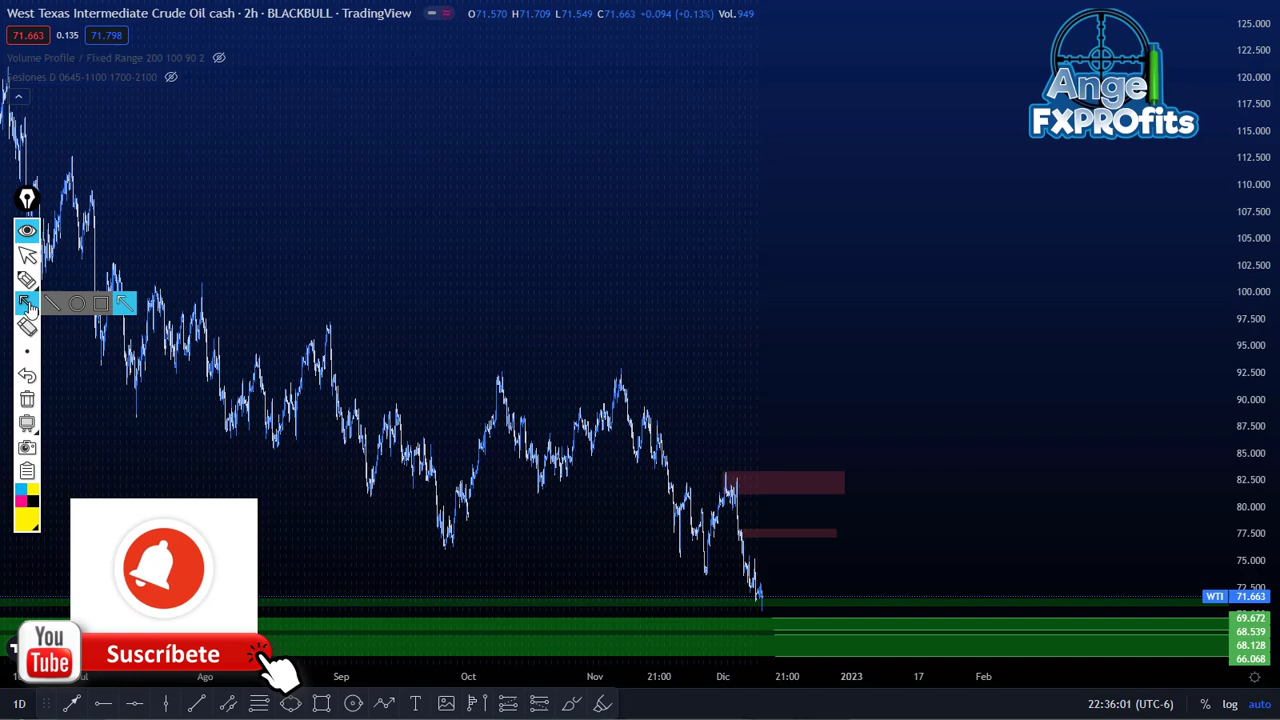 West Texas Intermediate Crude Oil cash · 2h · BLACKBULL · TradingView O71.570 H71.709 L71.549 C71.663 +0.094 (+0.13%) Vol.949
71.663 0.135 71.798
Volume Profile / Fixed Range 200 100 90 2
Sesiones D 0645-1100 1700-2100
Ange
FXPROfits
125.000
122.500
120.000
117.500
115.000
112.500
110.000
107.500
105.000
102.500
100.000
97.500
95.000
92.500
90.000
87.500
85.000
82.500
80.000
77.500
75.000
72.500
WTI 71.663
69.672
68.539
68.128
66.068
You
Tube
Suscríbete
Jul Ago Sep Oct Nov 21:00 Dic 21:00 2023 17 Feb
1D 22:36:01 (UTC-6) % log auto